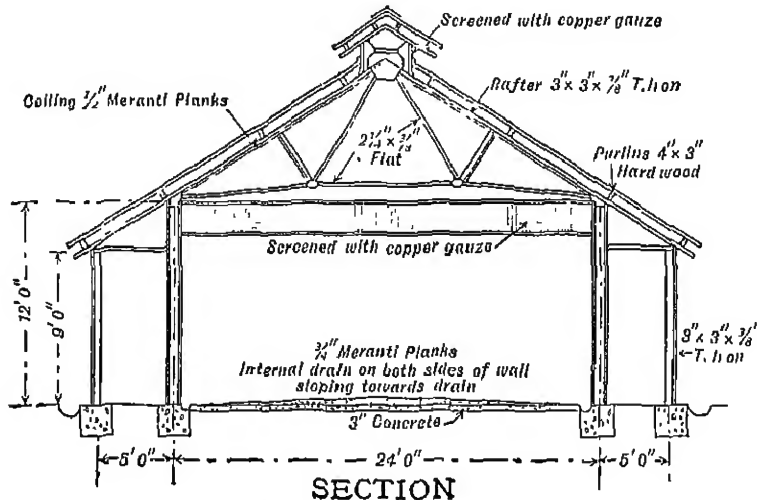 Screened with copper gauze
Rafter 3" × 3" × 3/8" T.Iron
Ceiling 1/2" Meranti Planks
2 1/4" × 3/8"
Flat
Purlins 4" × 3"
Hardwood
Screened with copper gauze
12'0"
9'0"
3/4" Meranti Planks
Internal drain on both sides of wall
sloping towards drain
3" × 3" × 3/8"
T.Iron
3" Concrete
5'0"
24'0"
5'0"
SECTION